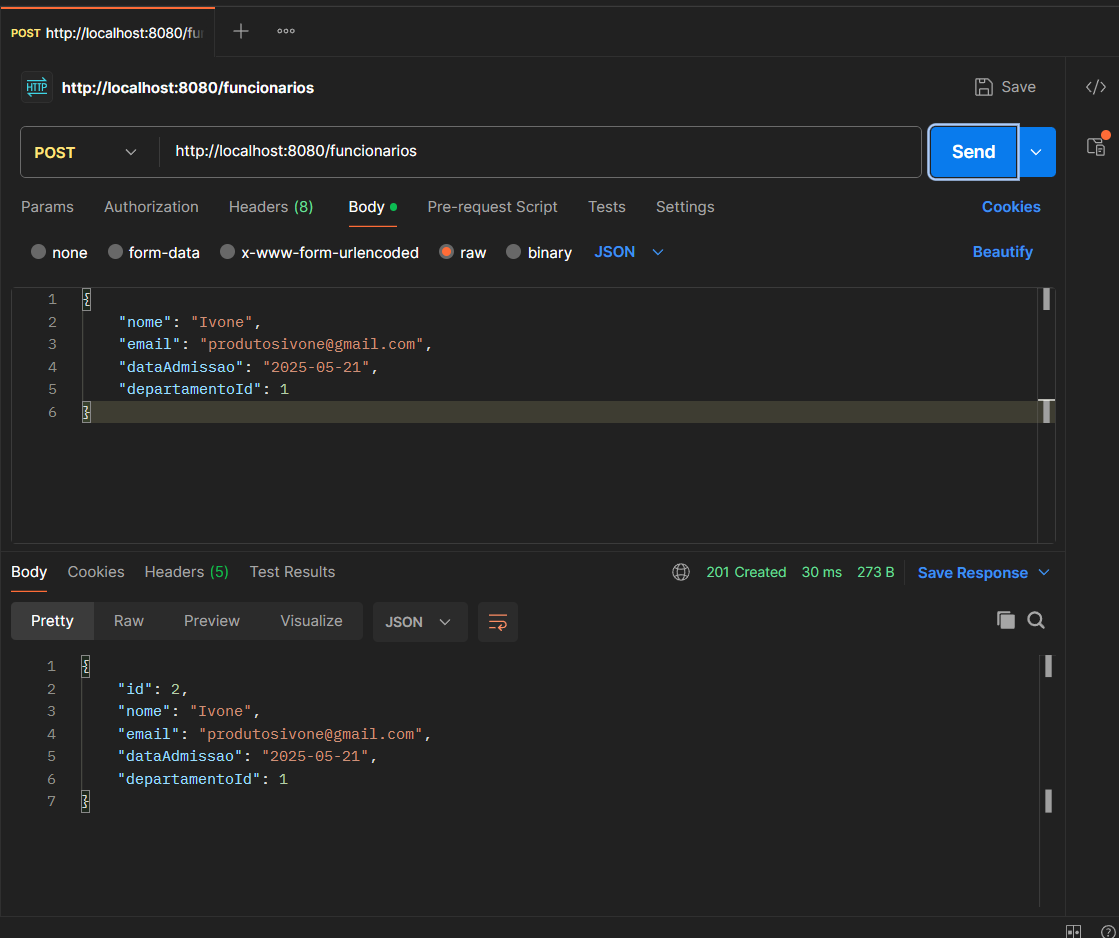 POST http://localhost:8080/fu
HTTP http://localhost:8080/funcionarios Save
POST http://localhost:8080/funcionarios Send
Params Authorization Headers (8) Body Pre-request Script Tests Settings Cookies
none form-data x-www-form-urlencoded raw binary JSON Beautify
1 {
2 "nome": "Ivone",
3 "email": "produtosivone@gmail.com",
4 "dataAdmissao": "2025-05-21",
5 "departamentoId": 1
6 }
Body Cookies Headers (5) Test Results 201 Created 30 ms 273 B Save Response
Pretty Raw Preview Visualize JSON
1 {
2 "id": 2,
3 "nome": "Ivone",
4 "email": "produtosivone@gmail.com",
5 "dataAdmissao": "2025-05-21",
6 "departamentoId": 1
7 }